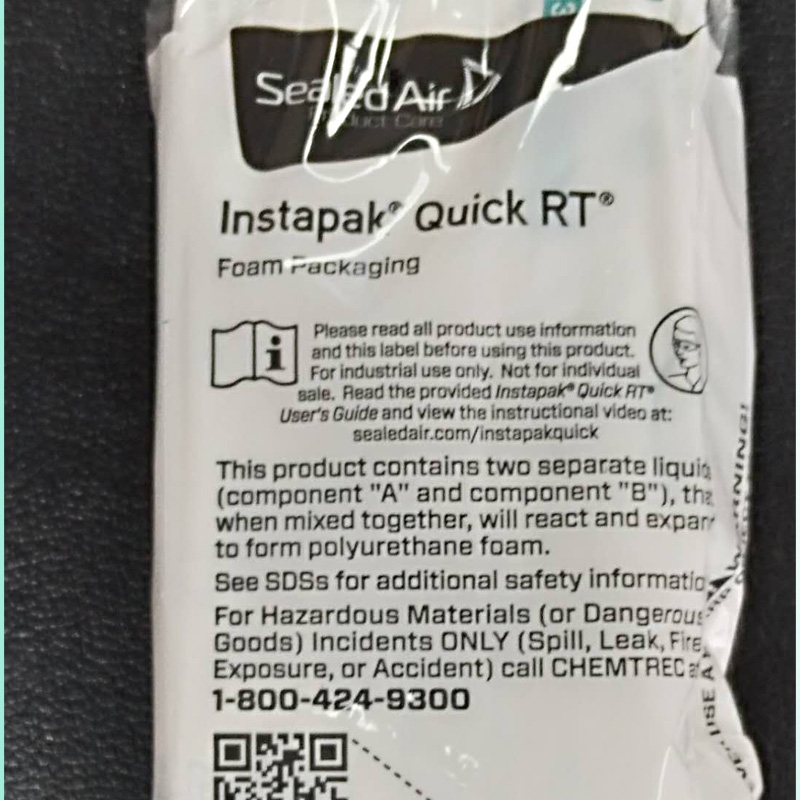 Sealed Air
Product Care
Instapak® Quick RT®
Foam Packaging
Please read all product use information
and this label before using this product.
For industrial use only. Not for individual
sale. Read the provided Instapak® Quick RT®
User's Guide and view the instructional video at:
sealedair.com/instapakquick
This product contains two separate liquid
(component "A" and component "B"), tha
when mixed together, will react and expan
to form polyurethane foam.
See SDSs for additional safety informatio
For Hazardous Materials (or Dangerous
Goods) Incidents ONLY (Spill, Leak, Fire,
Exposure, or Accident) call CHEMTREC at
1-800-424-9300